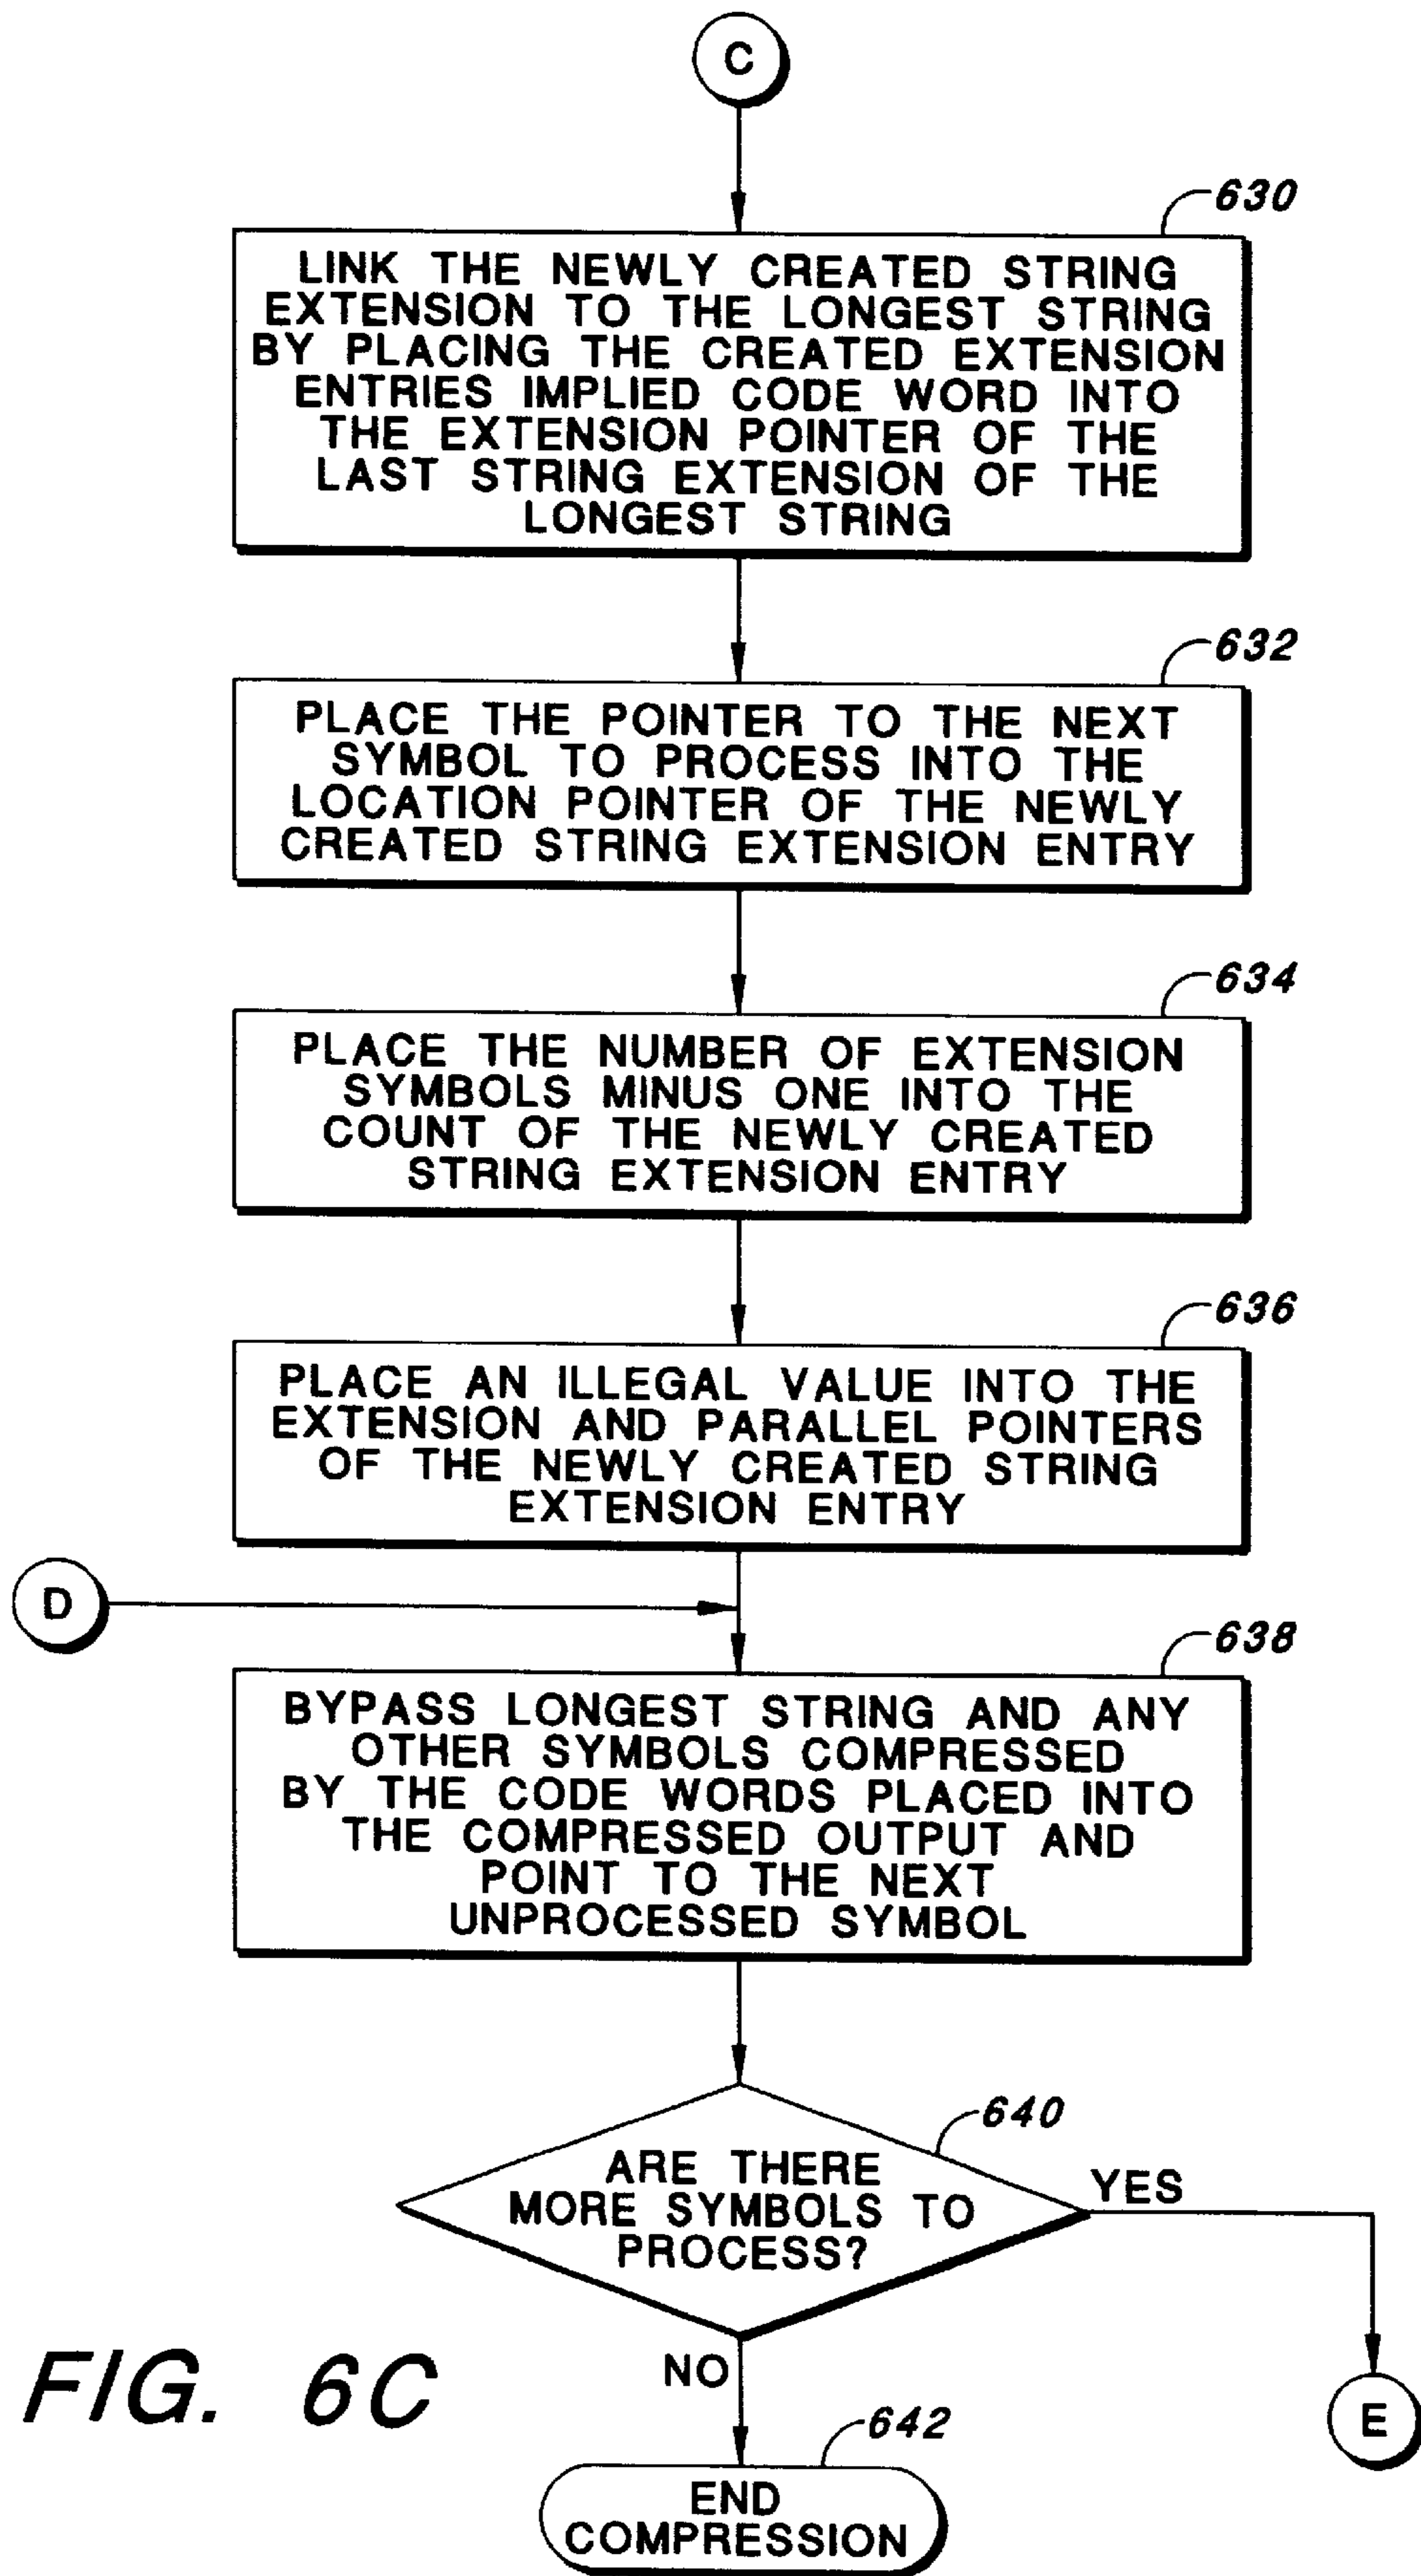 C
630
LINK THE NEWLY CREATED STRING
EXTENSION TO THE LONGEST STRING
BY PLACING THE CREATED EXTENSION
ENTRIES IMPLIED CODE WORD INTO
THE EXTENSION POINTER OF THE
LAST STRING EXTENSION OF THE
LONGEST STRING
632
PLACE THE POINTER TO THE NEXT
SYMBOL TO PROCESS INTO THE
LOCATION POINTER OF THE NEWLY
CREATED STRING EXTENSION ENTRY
634
PLACE THE NUMBER OF EXTENSION
SYMBOLS MINUS ONE INTO THE
COUNT OF THE NEWLY CREATED
STRING EXTENSION ENTRY
636
PLACE AN ILLEGAL VALUE INTO THE
EXTENSION AND PARALLEL POINTERS
OF THE NEWLY CREATED STRING
EXTENSION ENTRY
D
638
BYPASS LONGEST STRING AND ANY
OTHER SYMBOLS COMPRESSED
BY THE CODE WORDS PLACED INTO
THE COMPRESSED OUTPUT AND
POINT TO THE NEXT
UNPROCESSED SYMBOL
640
ARE THERE
MORE SYMBOLS TO
PROCESS?
YES
NO
E
FIG. 6C
642
END
COMPRESSION